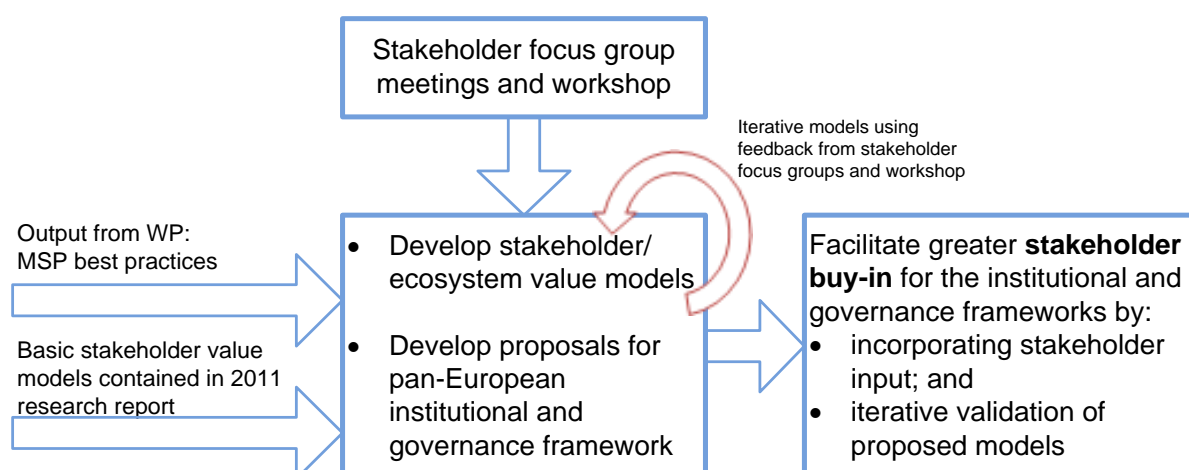 Stakeholder focus group
meetings and workshop
Iterative models using
feedback from stakeholder
focus groups and workshop
Output from WP:
MSP best practices
Basic stakeholder value
models contained in 2011
research report
• Develop stakeholder/
ecosystem value models
• Develop proposals for
pan-European
institutional and
governance framework
Facilitate greater stakeholder
buy-in for the institutional and
governance frameworks by:
• incorporating stakeholder
input; and
• iterative validation of
proposed models